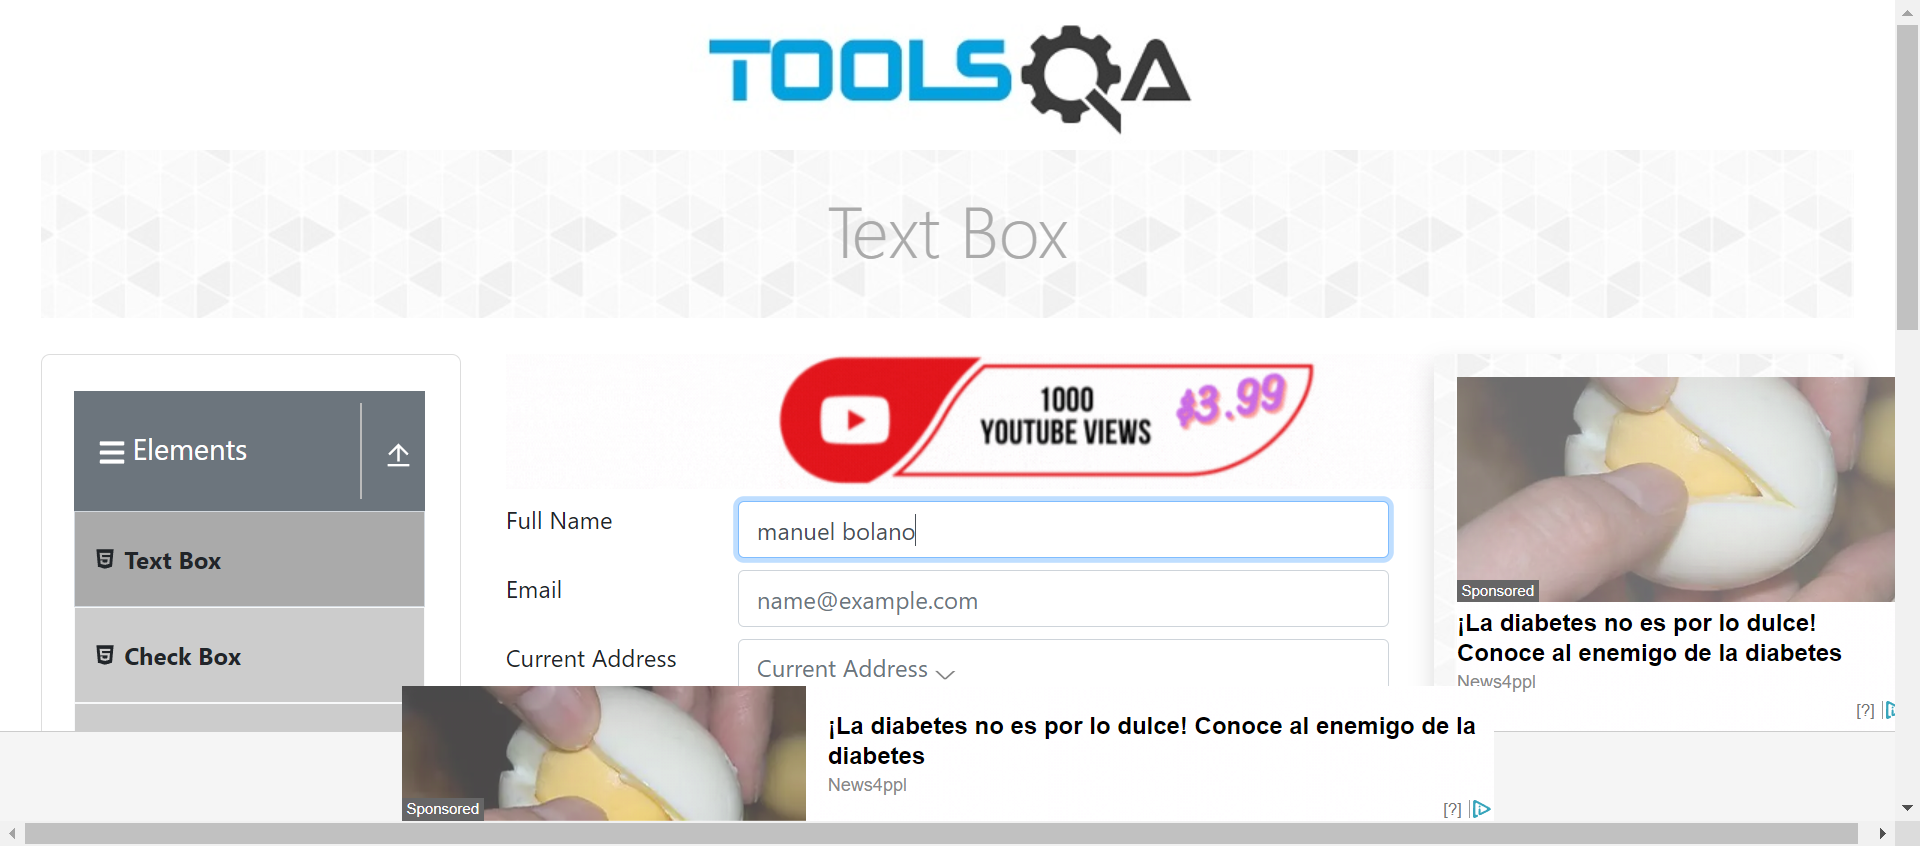 TOOLSQA
Text Box
Elements
Text Box
Check Box
1000
YOUTUBE VIEWS
$3.99
Full Name
manuel bolano
Email
name@example.com
Current Address
Current Address
Sponsored
¡La diabetes no es por lo dulce!
Conoce al enemigo de la diabetes
News4ppl
[?]
Sponsored
¡La diabetes no es por lo dulce! Conoce al enemigo de la
diabetes
News4ppl
[?]